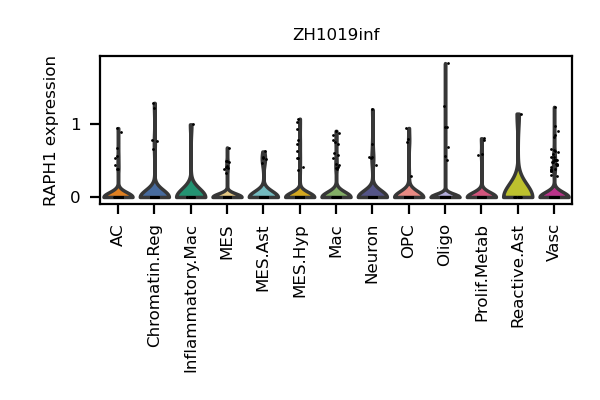 ZH1019inf
RAPH1 expression
1
0
AC
Chromatin.Reg
Inflammatory.Mac
MES
MES.Ast
MES.Hyp
Mac
Neuron
OPC
Oligo
Prolif.Metab
Reactive.Ast
Vasc